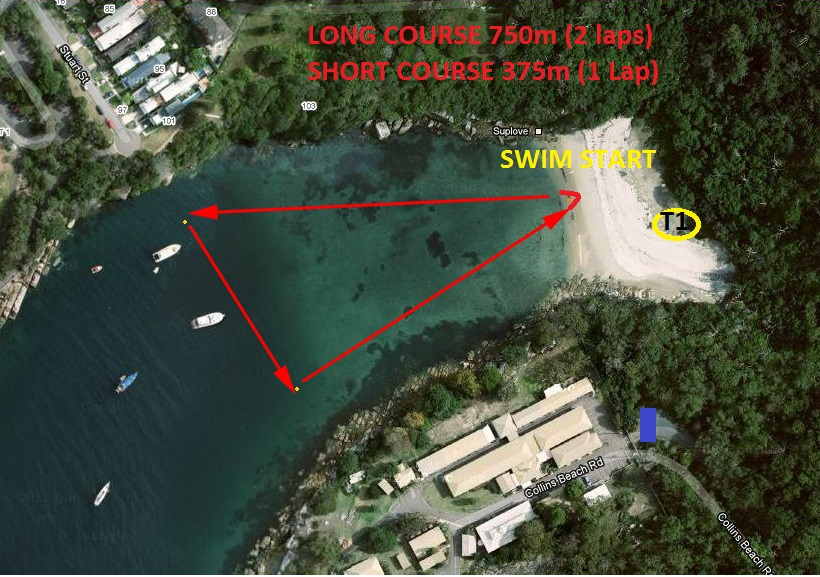 LONG COURSE 750m (2 laps)
SHORT COURSE 375m (1 Lap)
85
88
Stuart St
95
97
101
103
Suplove
SWIM START
T1
Collins Beach Rd
Collins Beach Rd